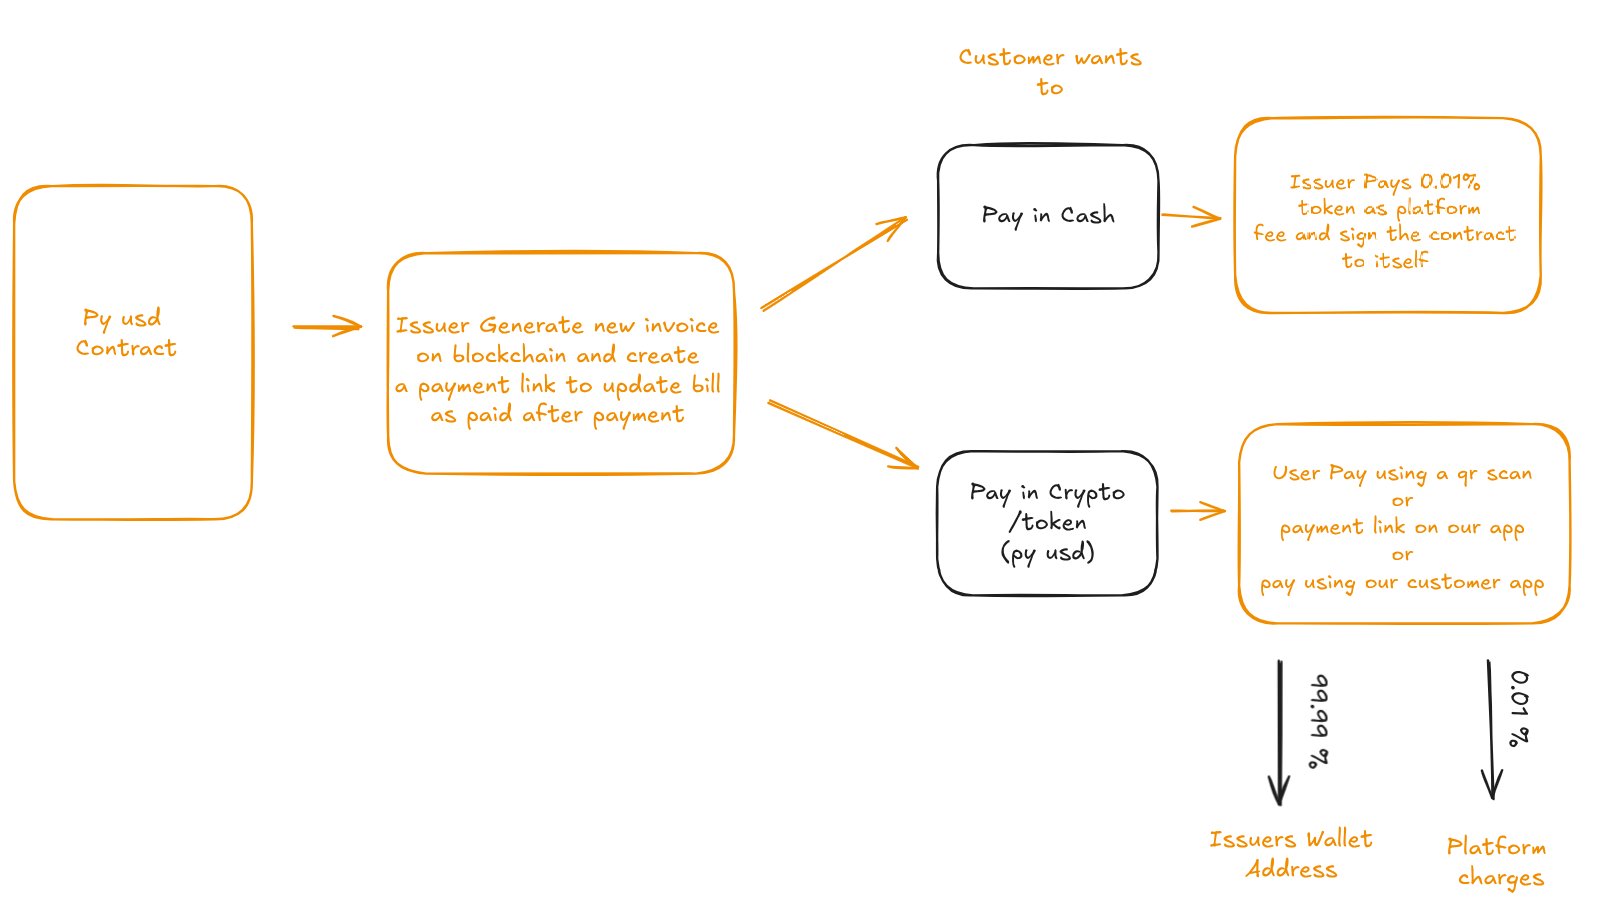 Customer wants
to
Py usd
Contract
Issuer Generate new invoice
on blockchain and create
a payment link to update bill
as paid after payment
Pay in Cash
Issuer Pays 0.01%
token as platform
fee and sign the contract
to itself
Pay in Crypto
/token
(py usd)
User Pay using a qr scan
or
payment link on our app
or
pay using our customer app
99.99 %
0.01 %
Issuers Wallet
Address
Platform
charges